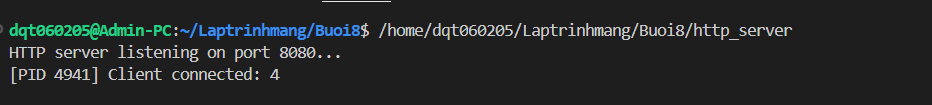 dqt060205@Admin-PC:~/Laptrinhmang/Buoi8$ /home/dqt060205/Laptrinhmang/Buoi8/http_server
HTTP server listening on port 8080...
[PID 4941] Client connected: 4